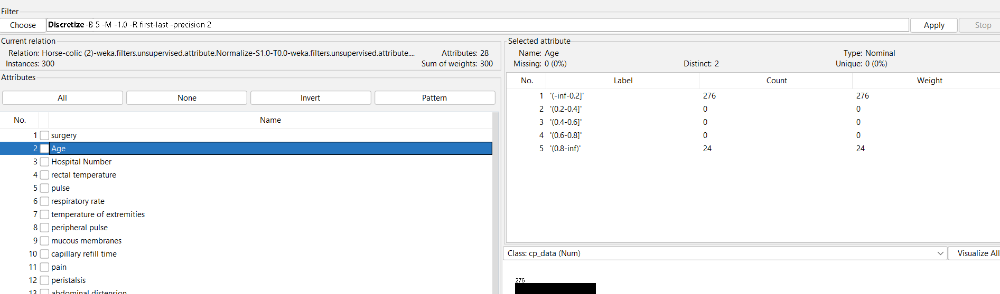 Filter
Choose Discretize -B 5 -M -1.0 -R first-last -precision 2 Apply Stop
Current relation
Relation: Horse-colic (2)-weka.filters.unsupervised.attribute.Normalize-S1.0-T0.0-weka.filters.unsupervised.attribute.... Attributes: 28
Instances: 300 Sum of weights: 300
Attributes
All None Invert Pattern
No. Name
1 surgery
2 Age
3 Hospital Number
4 rectal temperature
5 pulse
6 respiratory rate
7 temperature of extremities
8 peripheral pulse
9 mucous membranes
10 capillary refill time
11 pain
12 peristalsis
13 abdominal distension
Selected attribute
Name: Age Type: Nominal
Missing: 0 (0%) Distinct: 2 Unique: 0 (0%)
No. Label Count Weight
1 '(-inf-0.2]' 276 276
2 '(0.2-0.4]' 0 0
3 '(0.4-0.6]' 0 0
4 '(0.6-0.8]' 0 0
5 '(0.8-inf)' 24 24
Class: cp_data (Num) Visualize All
276